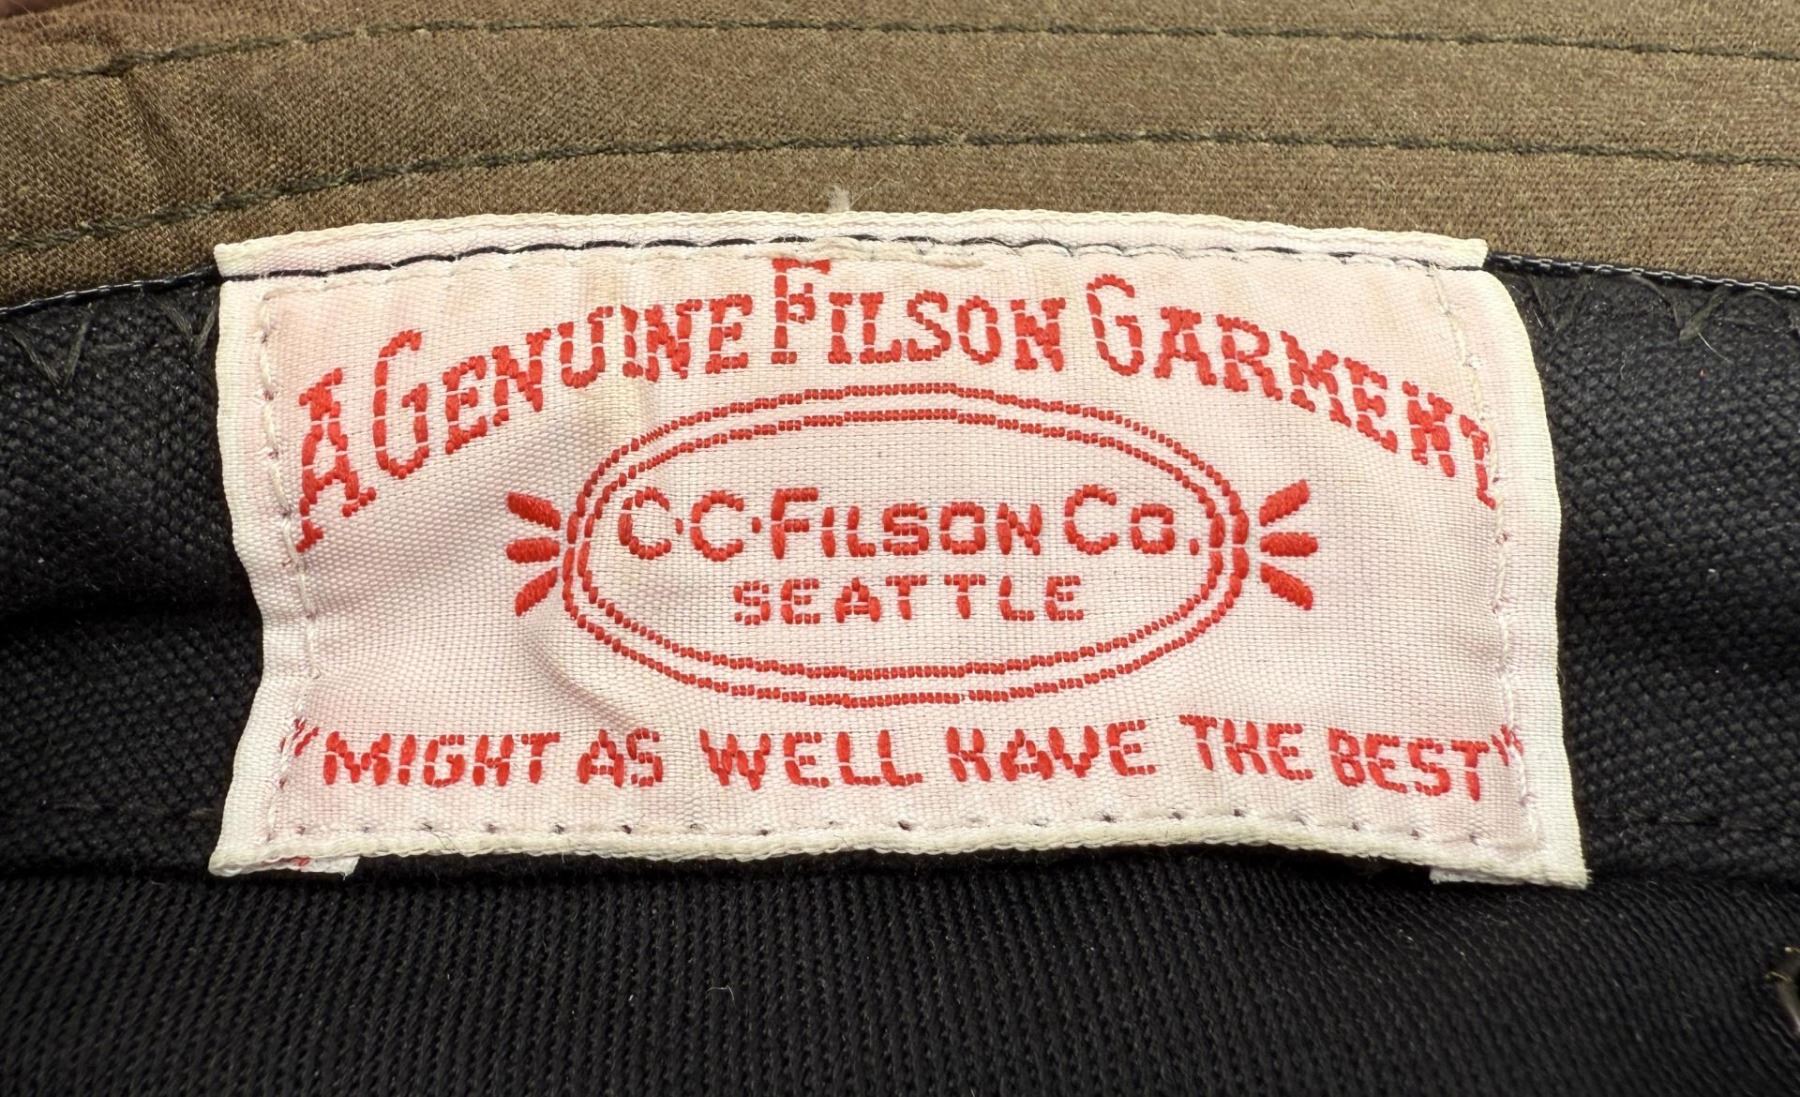 A GENUINE FILSON GARMENT
C.C. FILSON CO.
SEATTLE
"MIGHT AS WELL HAVE THE BEST"